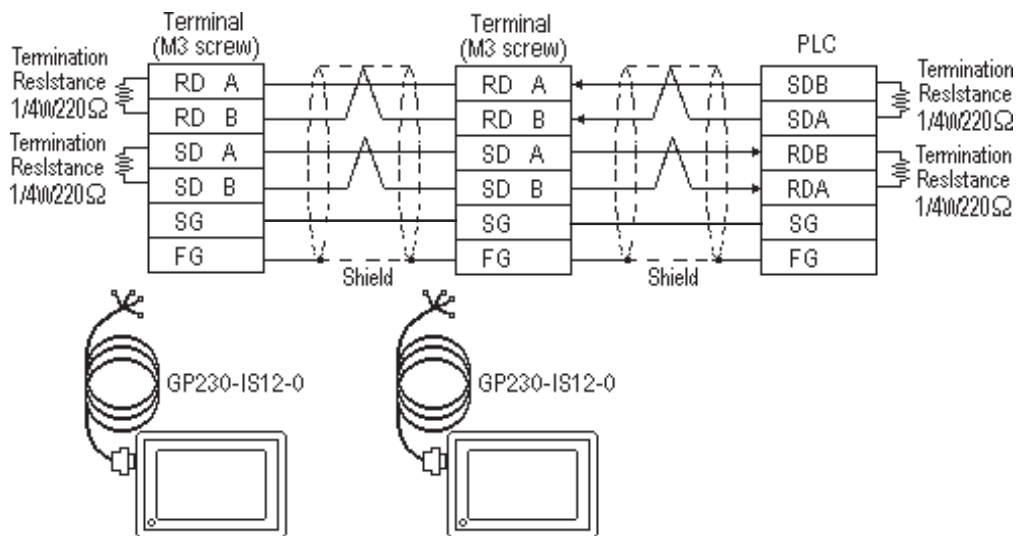 Terminal
(M3 screw)
Terminal
(M3 screw)
PLC
Termination
ResIstance
1/4W220Ω
Termination
ResIstance
1/4W220Ω
RD A
RD B
SD A
SD B
SG
FG
Shield
RD A
RD B
SD A
SD B
SG
FG
Shield
SDB
SDA
RDB
RDA
SG
FG
Termination
ResIstance
1/4W220Ω
Termination
ResIstance
1/4W220Ω
GP230-IS12-0
GP230-IS12-0